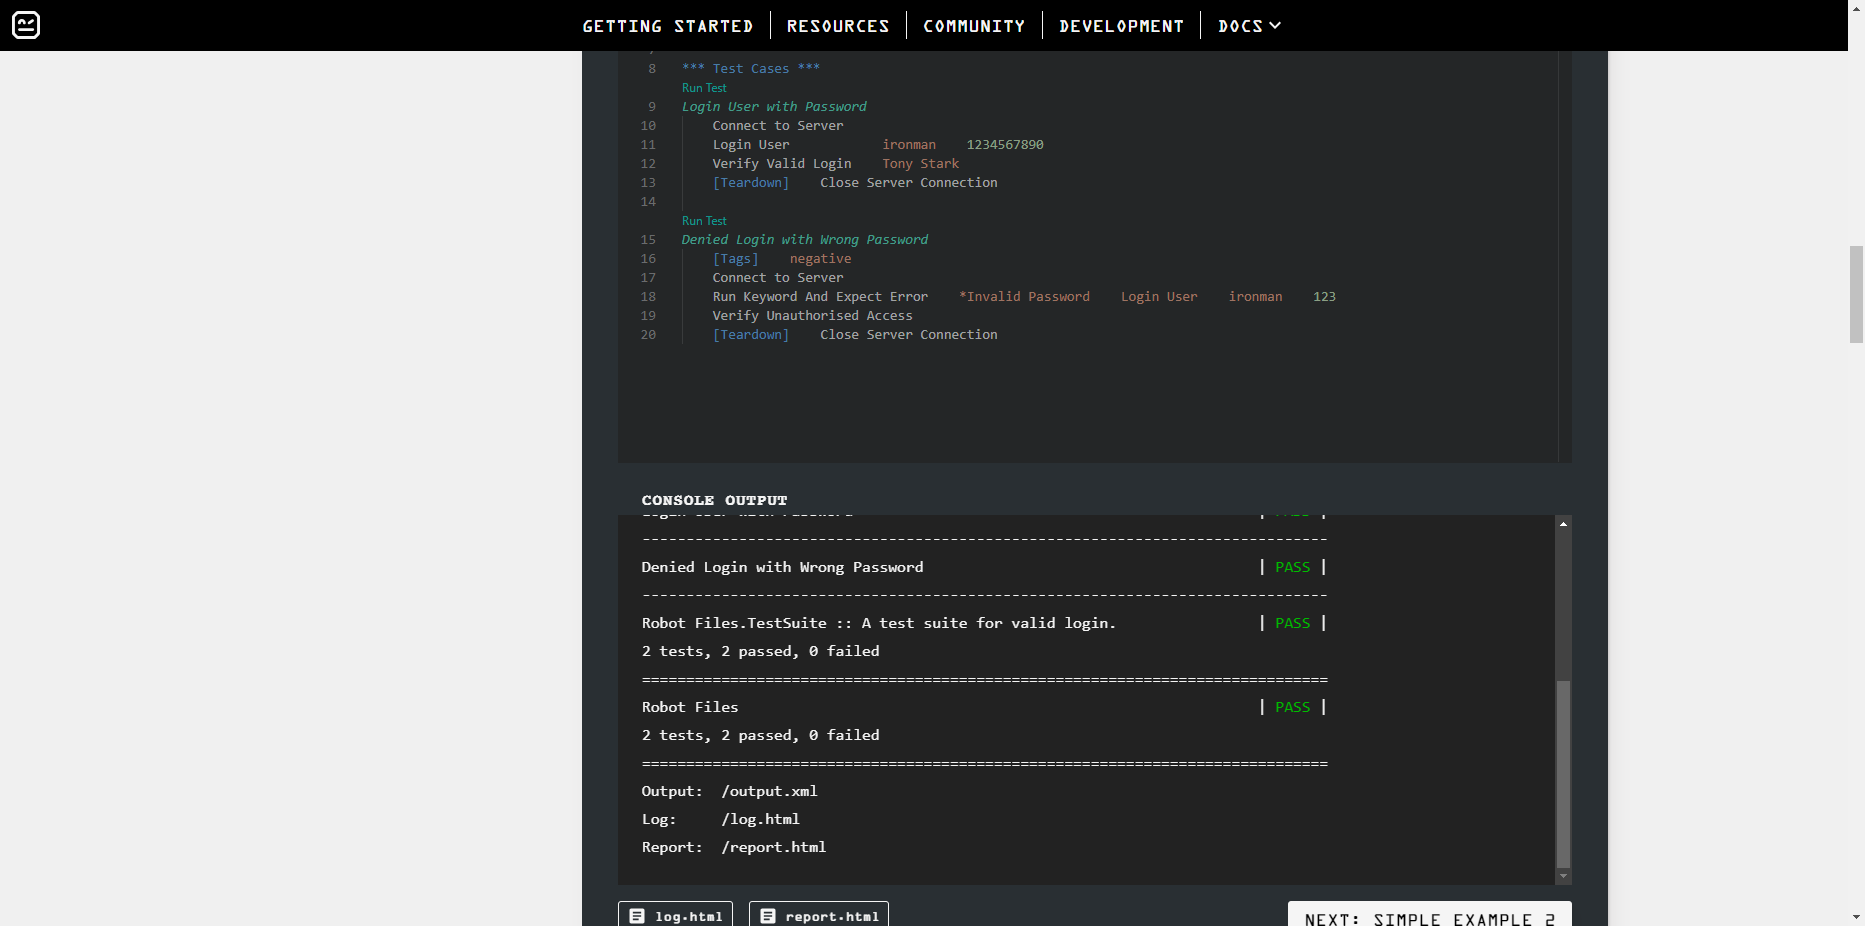 GETTING STARTED RESOURCES COMMUNITY DEVELOPMENT DOCS
8 *** Test Cases ***
Run Test
9 Login User with Password
10 Connect to Server
11 Login User ironman 1234567890
12 Verify Valid Login Tony Stark
13 [Teardown] Close Server Connection
14
Run Test
15 Denied Login with Wrong Password
16 [Tags] negative
17 Connect to Server
18 Run Keyword And Expect Error *Invalid Password Login User ironman 123
19 Verify Unauthorised Access
20 [Teardown] Close Server Connection
CONSOLE OUTPUT
------------------------------------------------------------------------------
Denied Login with Wrong Password | PASS |
------------------------------------------------------------------------------
Robot Files.TestSuite :: A test suite for valid login. | PASS |
2 tests, 2 passed, 0 failed
==============================================================================
Robot Files | PASS |
2 tests, 2 passed, 0 failed
==============================================================================
Output: /output.xml
Log: /log.html
Report: /report.html
log.html report.html NEXT: SIMPLE EXAMPLE 2